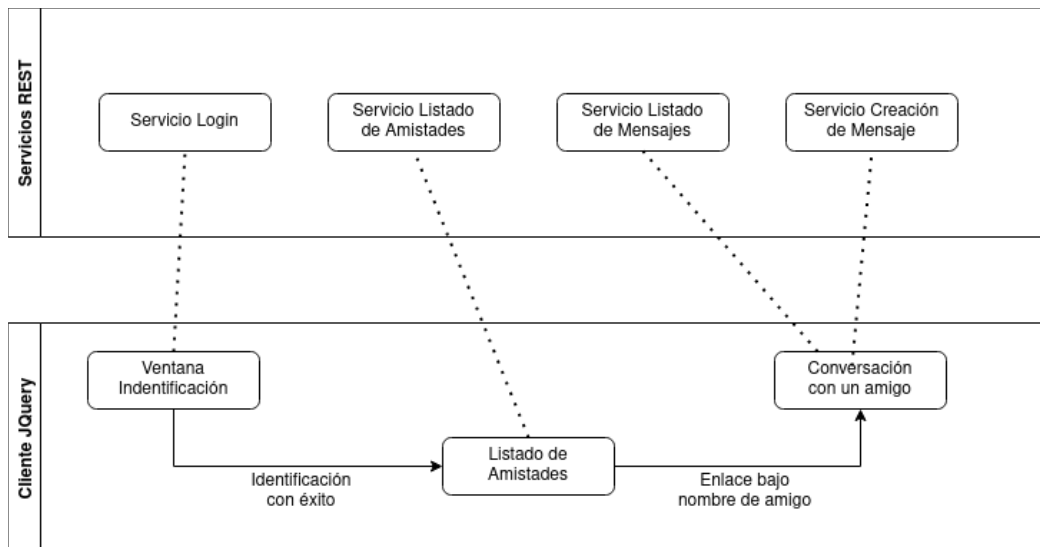 Servicios REST
Servicio Login
Servicio Listado
de Amistades
Servicio Listado
de Mensajes
Servicio Creación
de Mensaje
Cliente JQuery
Ventana
Indentificación
Conversación
con un amigo
Listado de
Amistades
Identificación
con éxito
Enlace bajo
nombre de amigo